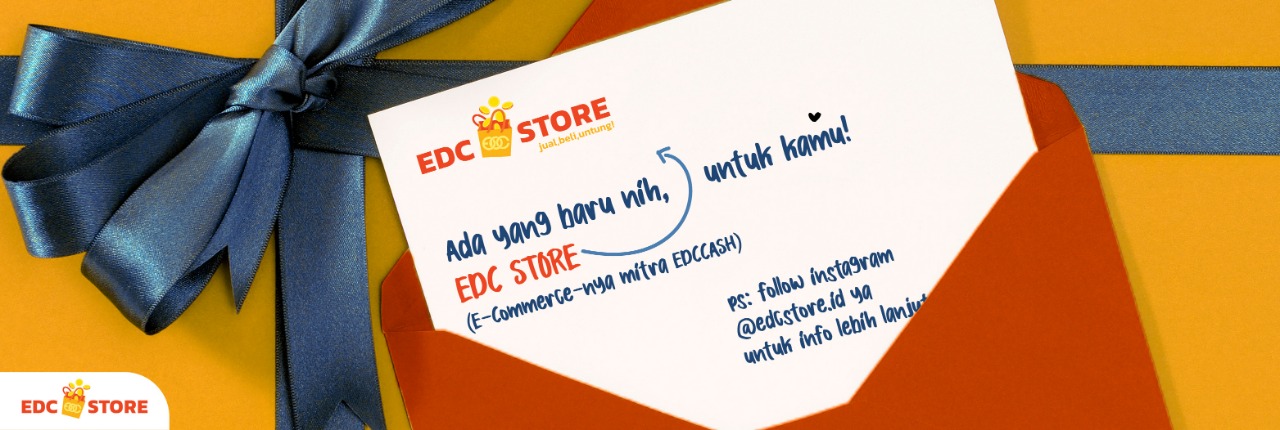 EDC STORE
jual,beli,untung!
Ada yang baru nih, untuk kamu!
EDC STORE
(E-Commerce-nya mitra EDCCASH)
ps: follow instagram
@edcstore.id ya
untuk info lebih
EDC STORE